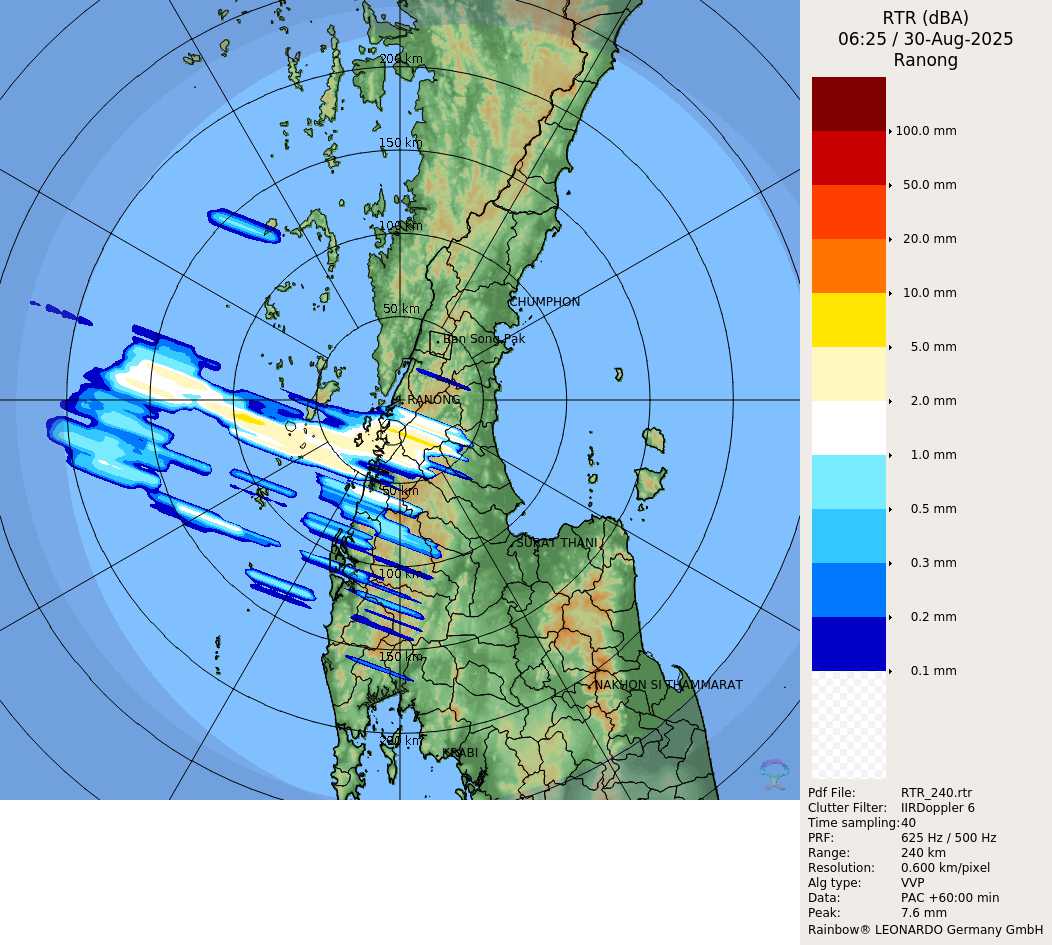 RTR (dBA)
06:25 / 30-Aug-2025
Ranong
200 km
150 km
100 km
50 km
CHUMPHON
Ban Song Pak
RANONG
50 km
SURAT THANI
100 km
150 km
NAKHON SI THAMMARAT
200 km
KRABI
100.0 mm
50.0 mm
20.0 mm
10.0 mm
5.0 mm
2.0 mm
1.0 mm
0.5 mm
0.3 mm
0.2 mm
0.1 mm
Pdf File: RTR_240.rtr
Clutter Filter: IIRDoppler 6
Time sampling:40
PRF: 625 Hz / 500 Hz
Range: 240 km
Resolution: 0.600 km/pixel
Alg type: VVP
Data: PAC +60:00 min
Peak: 7.6 mm
Rainbow® LEONARDO Germany GmbH